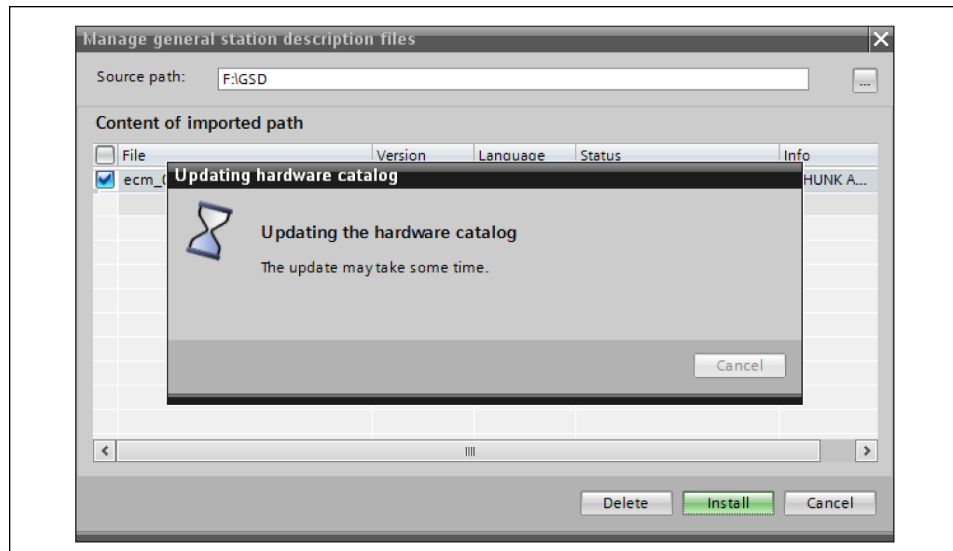 Manage general station description files
Source path: F:\GSD ...
Content of imported path
File Version Language Status Info
ecm_ HUNK A...
Updating hardware catalog
Updating the hardware catalog
The update may take some time.
Cancel
Delete Install Cancel